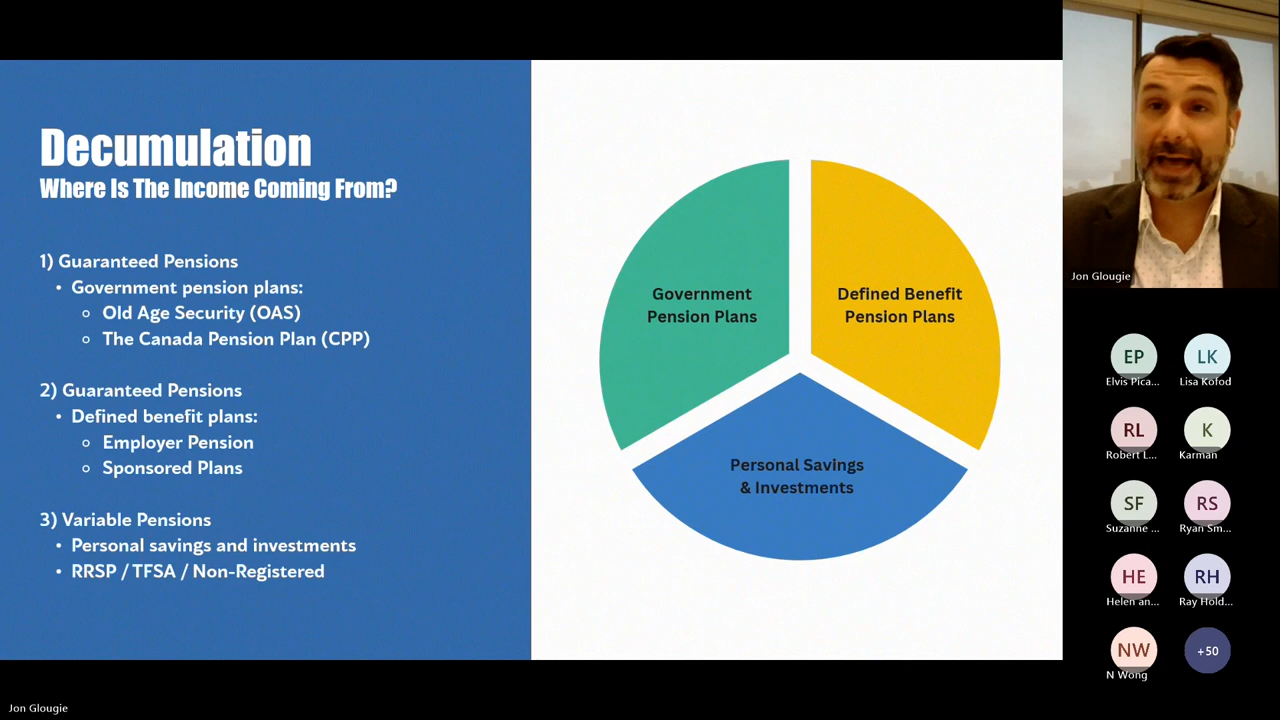 Decumulation
Where Is The Income Coming From?
1) Guaranteed Pensions
• Government pension plans:
○ Old Age Security (OAS)
○ The Canada Pension Plan (CPP)
2) Guaranteed Pensions
• Defined benefit plans:
○ Employer Pension
○ Sponsored Plans
3) Variable Pensions
• Personal savings and investments
• RRSP / TFSA / Non-Registered
Government
Pension Plans
Defined Benefit
Pension Plans
Personal Savings
& Investments
Jon Glougie
EP
Elvis Pica...
LK
Lisa Kofod
RL
Robert L...
K
Karman
SF
Suzanne ...
RS
Ryan Sm...
HE
Helen an...
RH
Ray Hold...
NW
N Wong
+50
Jon Glougie